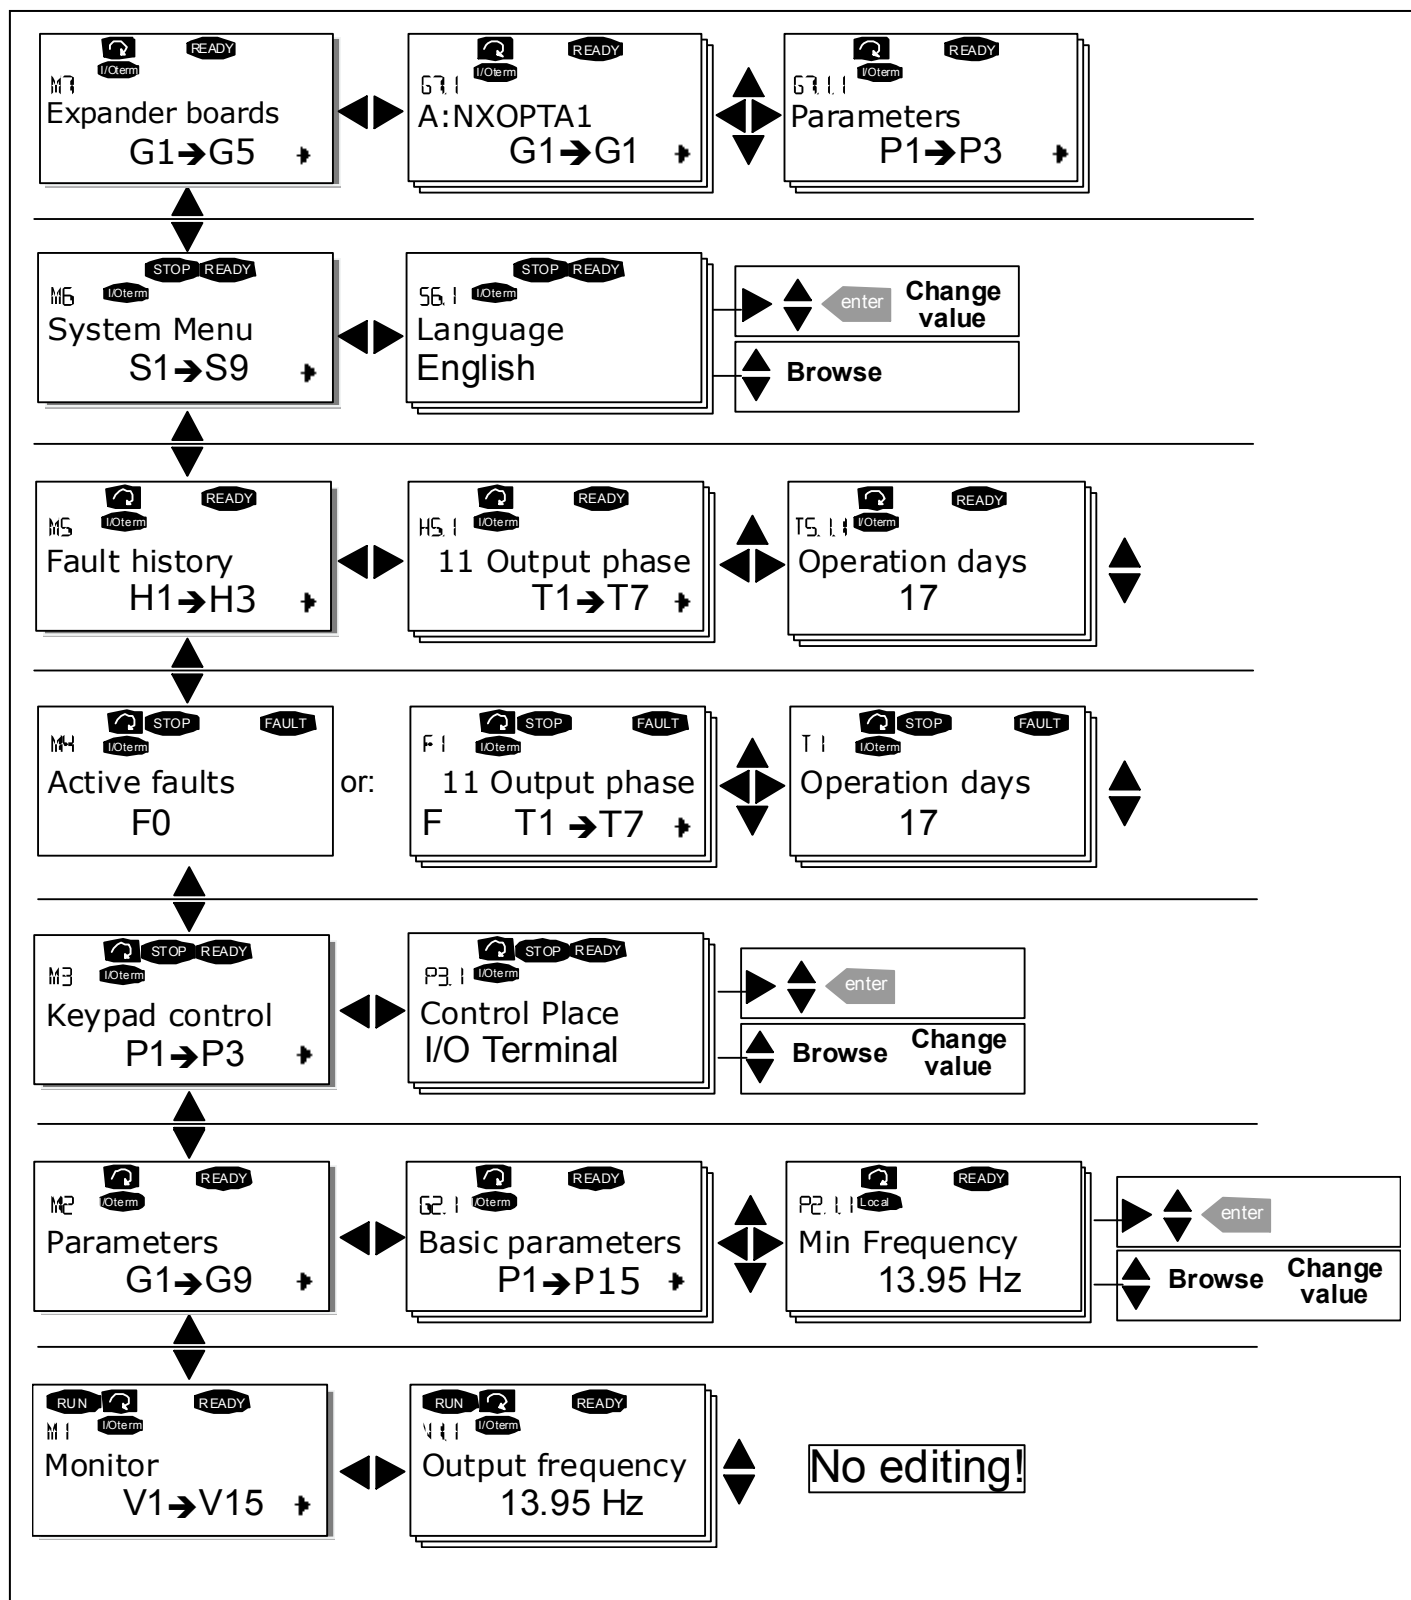 READY
I/Oterm
M7
Expander boards
G1➔G5
READY
I/Oterm
G7.1
A:NXOPTA1
G1➔G1
READY
I/Oterm
G7.1.1
Parameters
P1➔P3
STOP READY
M6 I/Oterm
System Menu
S1➔S9
STOP READY
S6.1 I/Oterm
Language
English
enter Change value
Browse
READY
M5 I/Oterm
Fault history
H1➔H3
READY
H5.1 I/Oterm
11 Output phase
T1➔T7
READY
T5.1.1 I/Oterm
Operation days
17
STOP FAULT
M4 I/Oterm
Active faults
F0
or:
STOP FAULT
F1 I/Oterm
11 Output phase
F T1➔T7
STOP FAULT
T1 I/Oterm
Operation days
17
STOP READY
M3 I/Oterm
Keypad control
P1➔P3
STOP READY
P3.1 I/Oterm
Control Place
I/O Terminal
enter
Browse Change value
READY
M2 I/Oterm
Parameters
G1➔G9
READY
G2.1 I/Oterm
Basic parameters
P1➔P15
READY
P2.1.1 Local
Min Frequency
13.95 Hz
enter
Browse Change value
RUN READY
M1 I/Oterm
Monitor
V1➔V15
RUN READY
V1.1 I/Oterm
Output frequency
13.95 Hz
No editing!